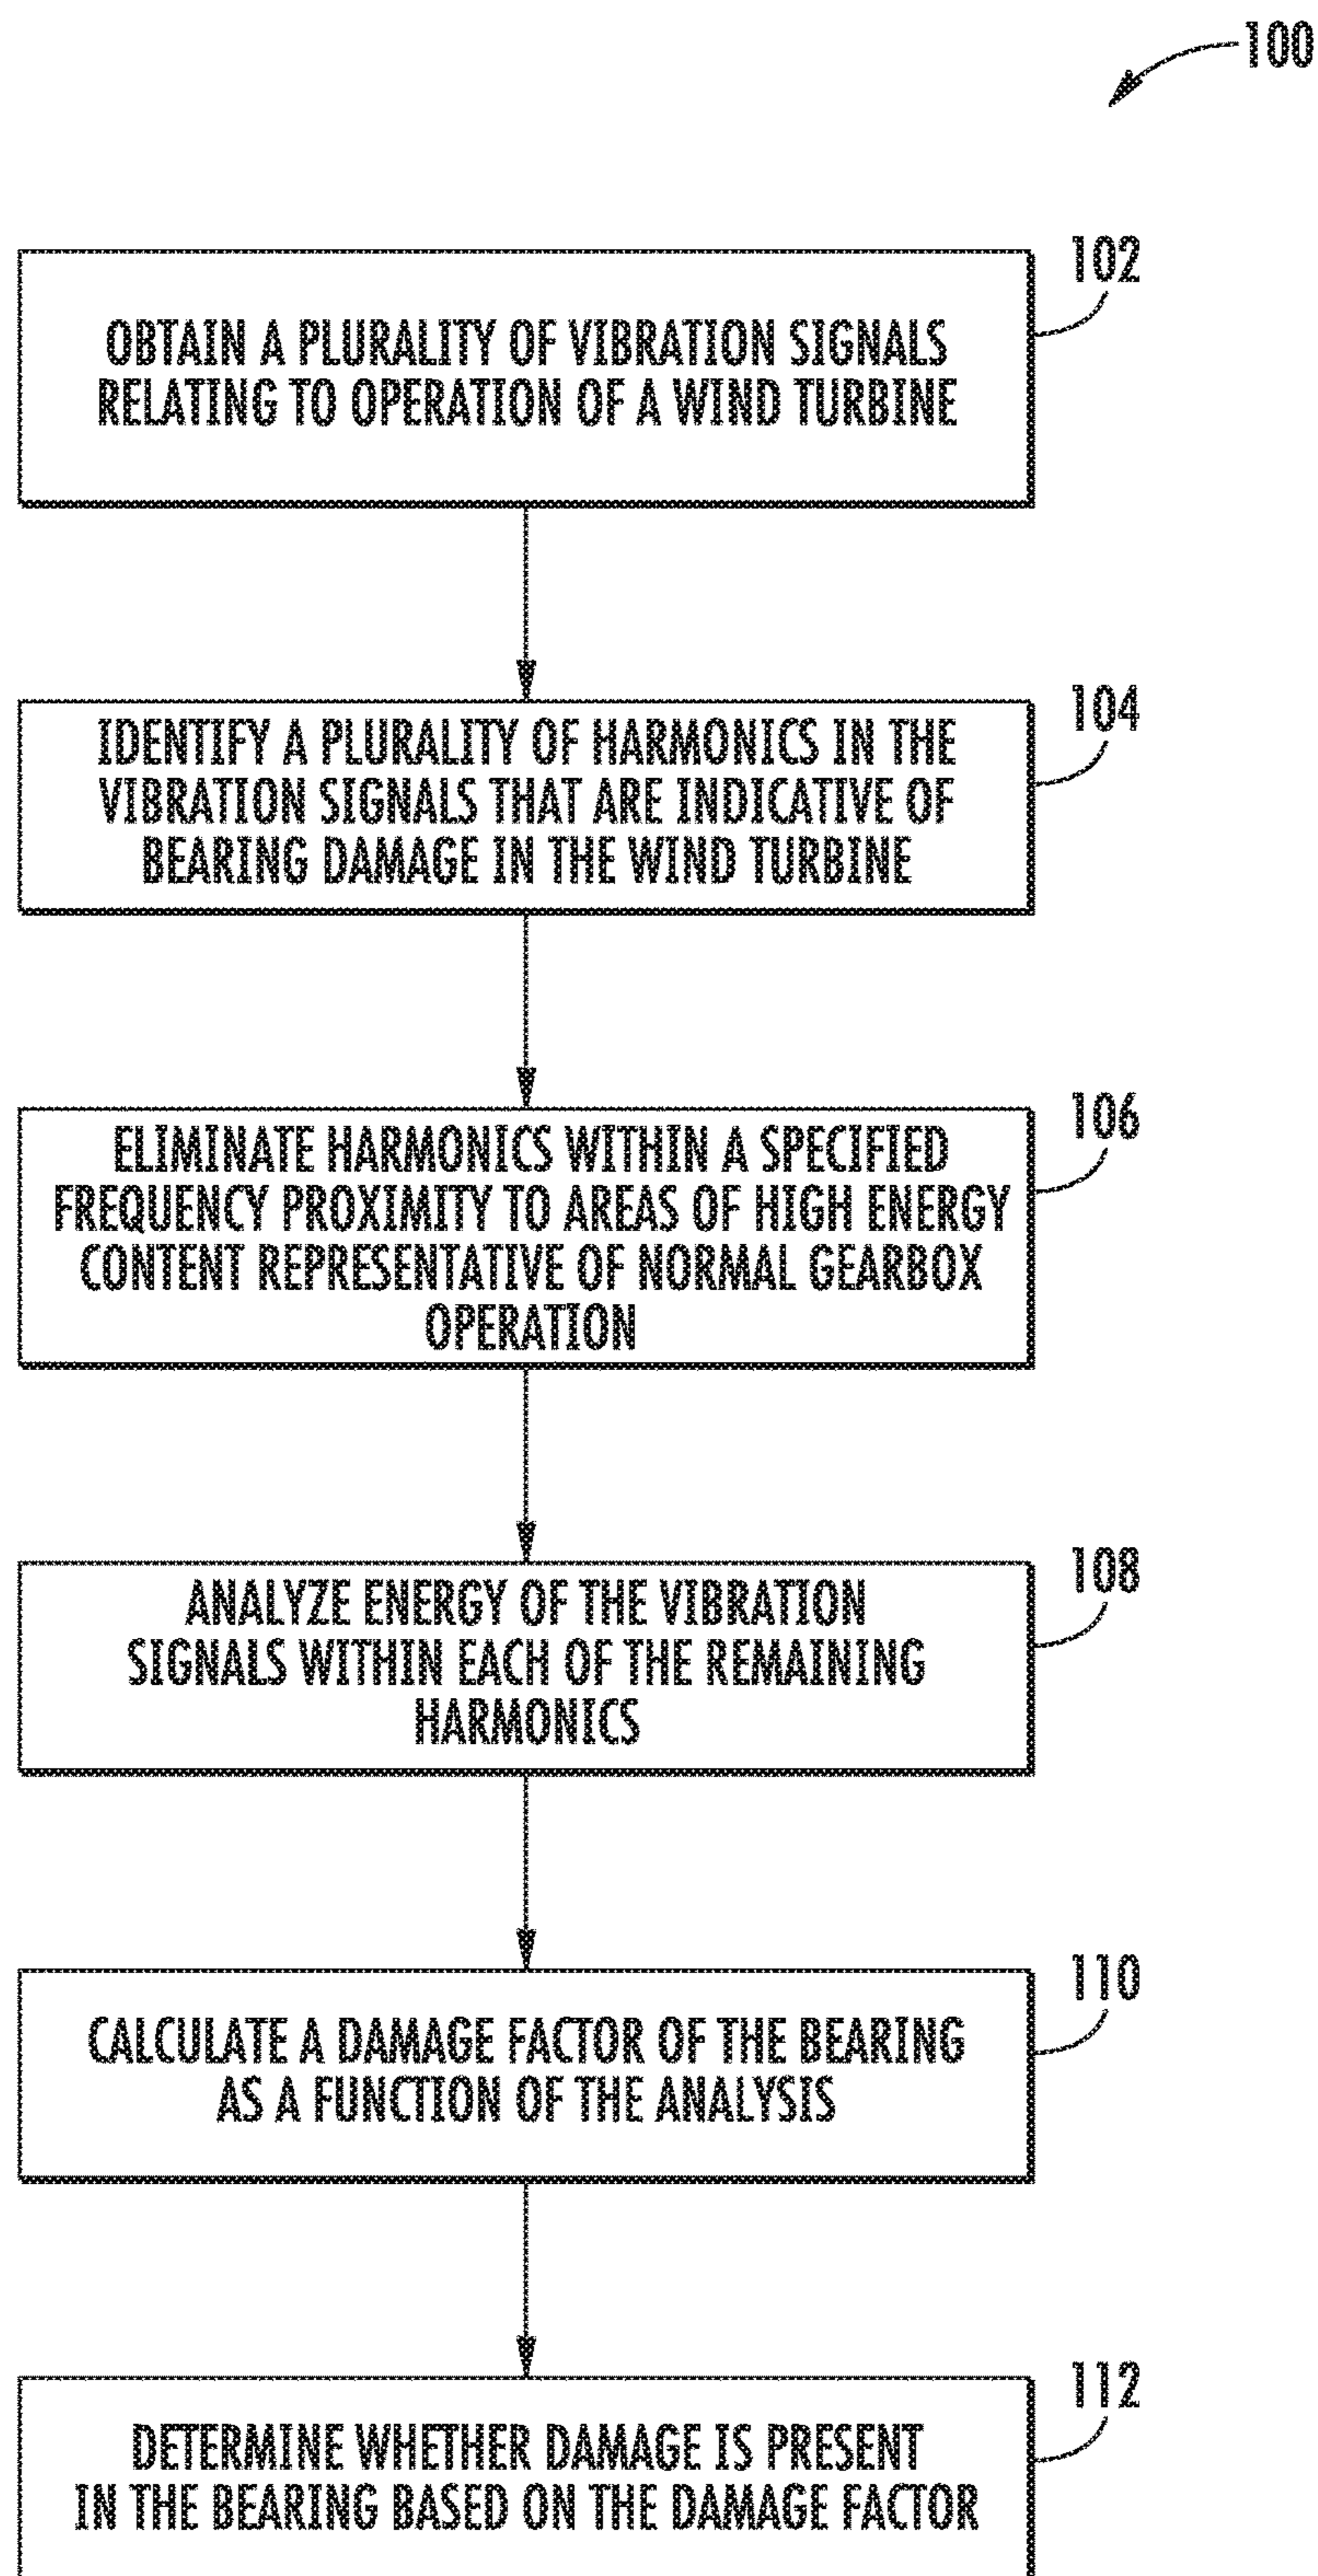 100
102
OBTAIN A PLURALITY OF VIBRATION SIGNALS
RELATING TO OPERATION OF A WIND TURBINE
104
IDENTIFY A PLURALITY OF HARMONICS IN THE
VIBRATION SIGNALS THAT ARE INDICATIVE OF
BEARING DAMAGE IN THE WIND TURBINE
106
ELIMINATE HARMONICS WITHIN A SPECIFIED
FREQUENCY PROXIMITY TO AREAS OF HIGH ENERGY
CONTENT REPRESENTATIVE OF NORMAL GEARBOX
OPERATION
108
ANALYZE ENERGY OF THE VIBRATION
SIGNALS WITHIN EACH OF THE REMAINING
HARMONICS
110
CALCULATE A DAMAGE FACTOR OF THE BEARING
AS A FUNCTION OF THE ANALYSIS
112
DETERMINE WHETHER DAMAGE IS PRESENT
IN THE BEARING BASED ON THE DAMAGE FACTOR